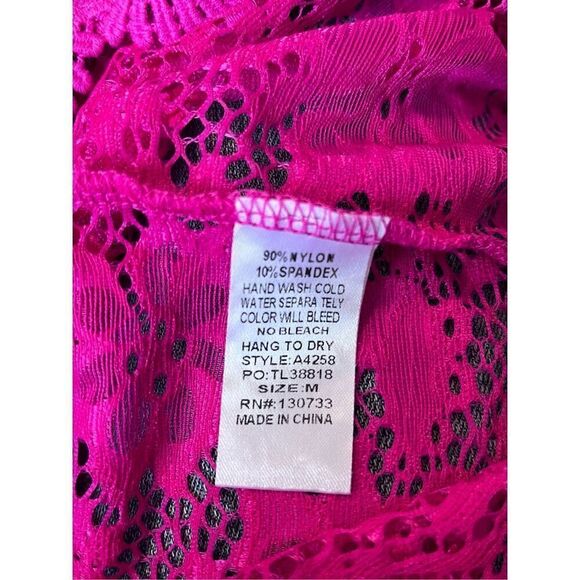 90%NYLON
10%SPANDEX
HAND WASH COLD
WATER SEPARA TELY
COLOR WILL BLEED
NO BLEACH
HANG TO DRY
STYLE:A4258
PO:TL38818
SIZE:M
RN#:130733
MADE IN CHINA